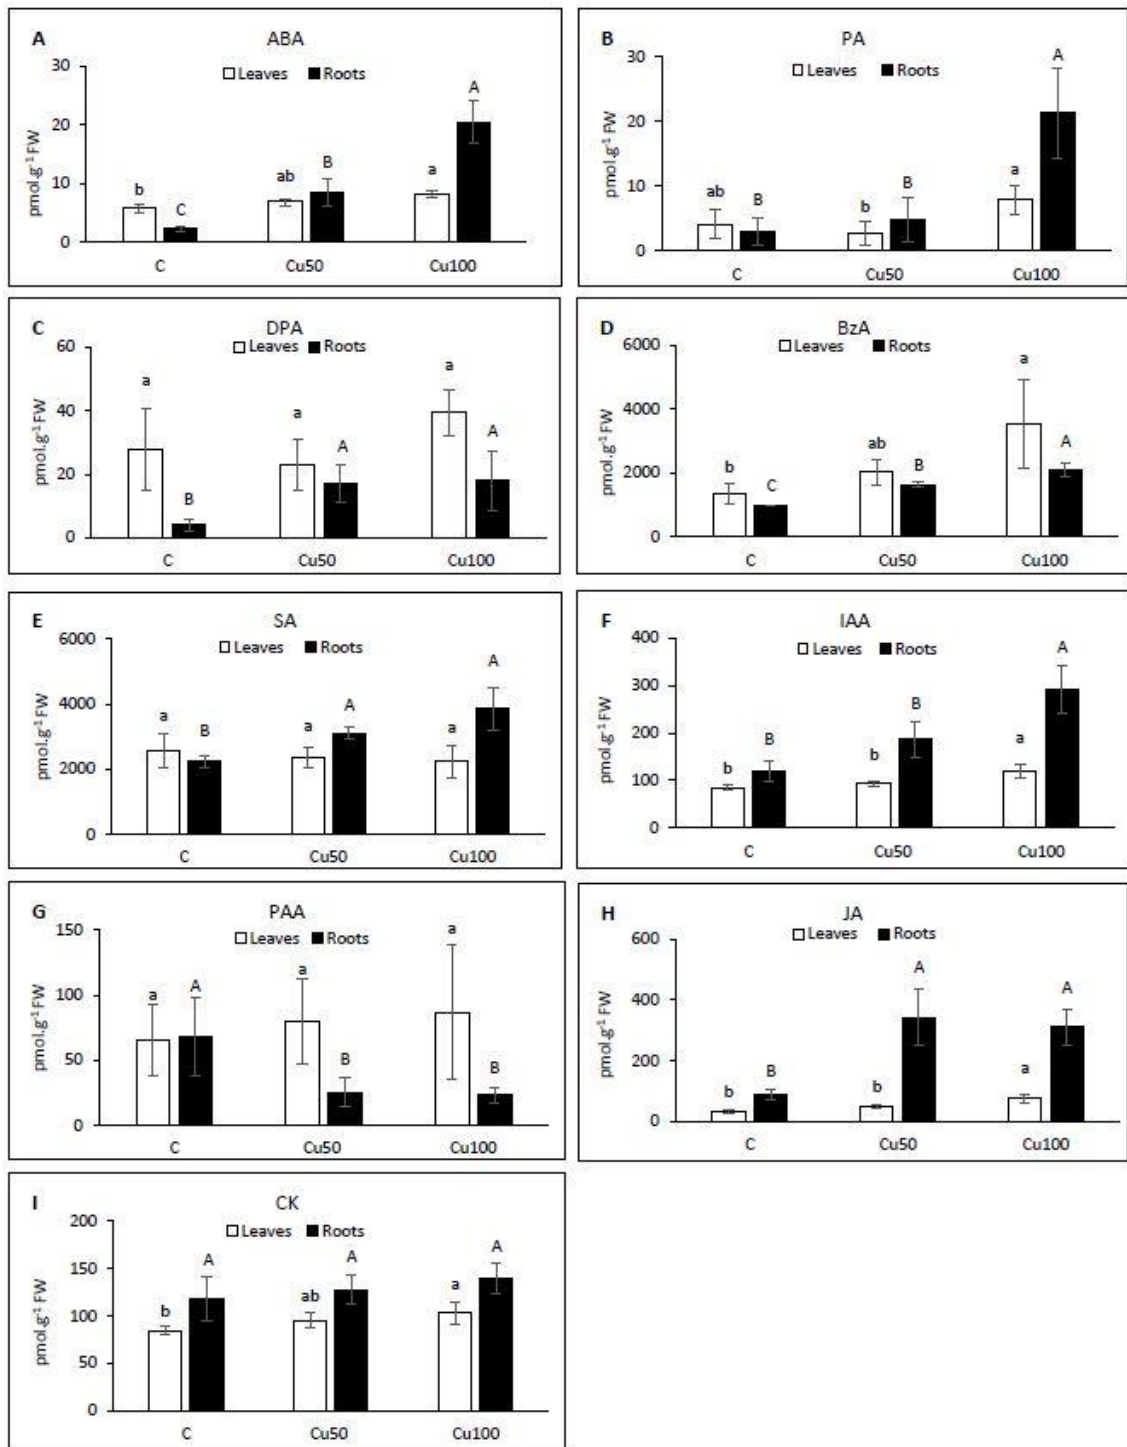 A ABA
Leaves Roots
pmol.g⁻¹ FW
30
20
10
0
b C ab B a A
C Cu50 Cu100
B PA
Leaves Roots
pmol.g⁻¹ FW
30
20
10
0
ab B b B a A
C Cu50 Cu100
C DPA
Leaves Roots
pmol.g⁻¹ FW
60
40
20
0
a B a A a A
C Cu50 Cu100
D BzA
Leaves Roots
pmol.g⁻¹ FW
6000
4000
2000
0
b C ab B a A
C Cu50 Cu100
E SA
Leaves Roots
pmol.g⁻¹ FW
6000
4000
2000
0
a B a A a A
C Cu50 Cu100
F IAA
Leaves Roots
pmol.g⁻¹ FW
400
300
200
100
0
b B b B a A
C Cu50 Cu100
G PAA
Leaves Roots
pmol.g⁻¹ FW
150
100
50
0
a A a B a B
C Cu50 Cu100
H JA
Leaves Roots
pmol.g⁻¹ FW
600
400
200
0
b B b A a A
C Cu50 Cu100
I CK
Leaves Roots
pmol.g⁻¹ FW
200
150
100
50
0
b A ab A a A
C Cu50 Cu100